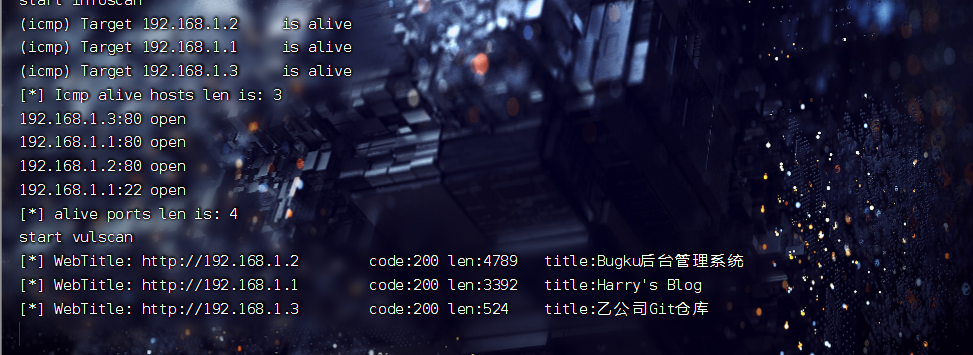 start infoscan
(icmp) Target 192.168.1.2 is alive
(icmp) Target 192.168.1.1 is alive
(icmp) Target 192.168.1.3 is alive
[*] Icmp alive hosts len is: 3
192.168.1.3:80 open
192.168.1.1:80 open
192.168.1.2:80 open
192.168.1.1:22 open
[*] alive ports len is: 4
start vulscan
[*] WebTitle: http://192.168.1.2 code:200 len:4789 title:Bugku后台管理系统
[*] WebTitle: http://192.168.1.1 code:200 len:3392 title:Harry's Blog
[*] WebTitle: http://192.168.1.3 code:200 len:524 title:乙公司Git仓库